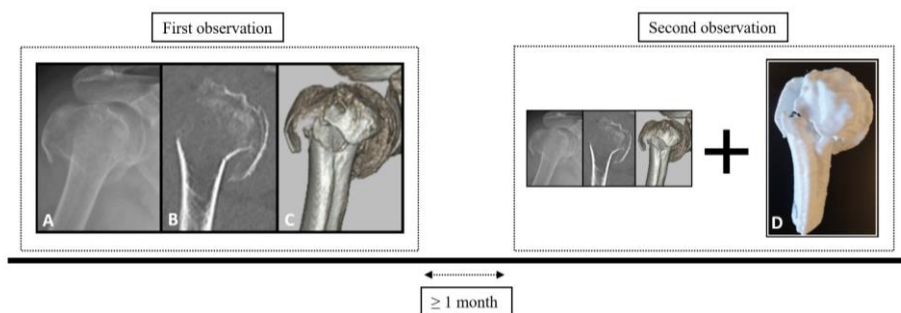 First observation
Second observation
A
B
C
D
≥ 1 month